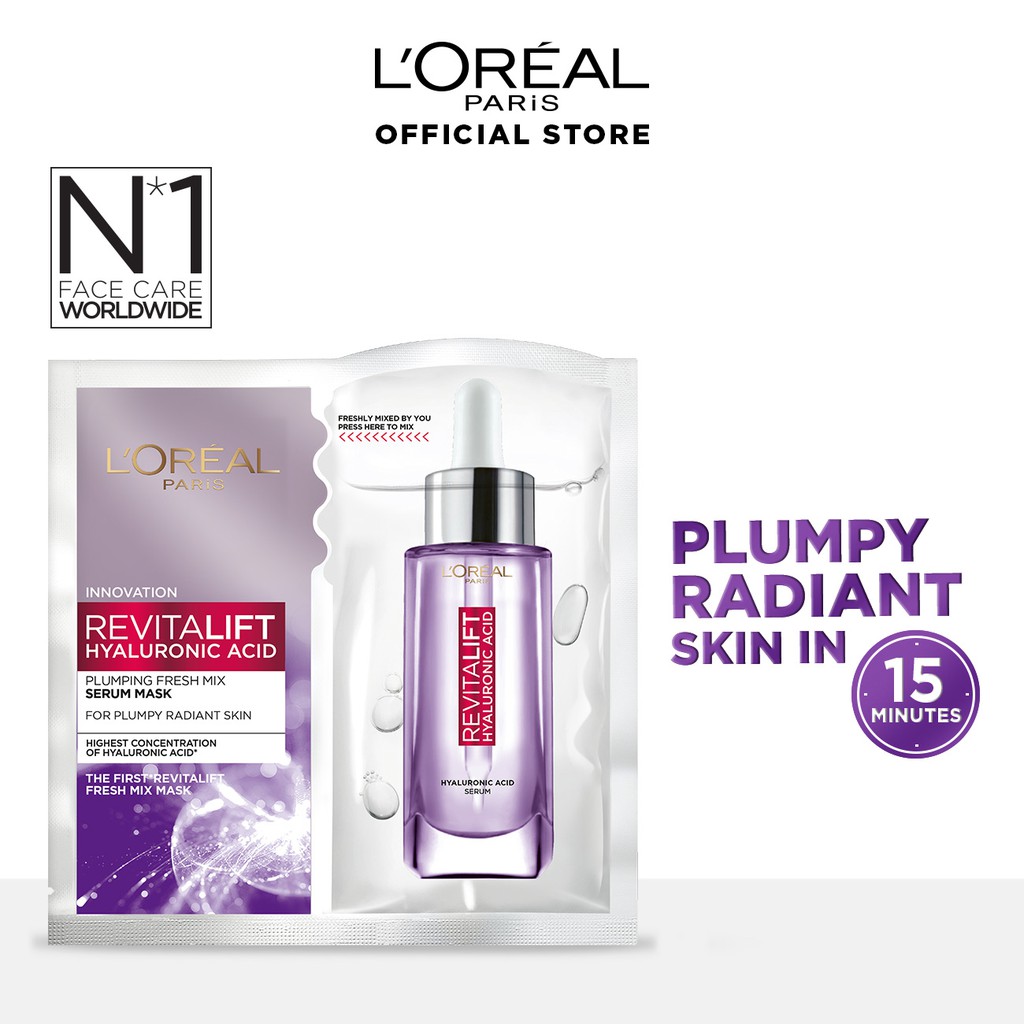 L'ORÉAL
PARiS
OFFICIAL STORE
N*1
FACE CARE
WORLDWIDE
L'ORÉAL
PARiS
INNOVATION
REVITALIFT
HYALURONIC ACID
PLUMPING FRESH MIX
SERUM MASK
FOR PLUMPY RADIANT SKIN
HIGHEST CONCENTRATION
OF HYALURONIC ACID*
THE FIRST*REVITALIFT
FRESH MIX MASK
FRESHLY MIXED BY YOU
PRESS HERE TO MIX
<<<<<<<<<<<
L'ORÉAL
PARiS
REVITALIFT
HYALURONIC ACID
HYALURONIC ACID
SERUM
PLUMPY
RADIANT
SKIN IN
15
MINUTES